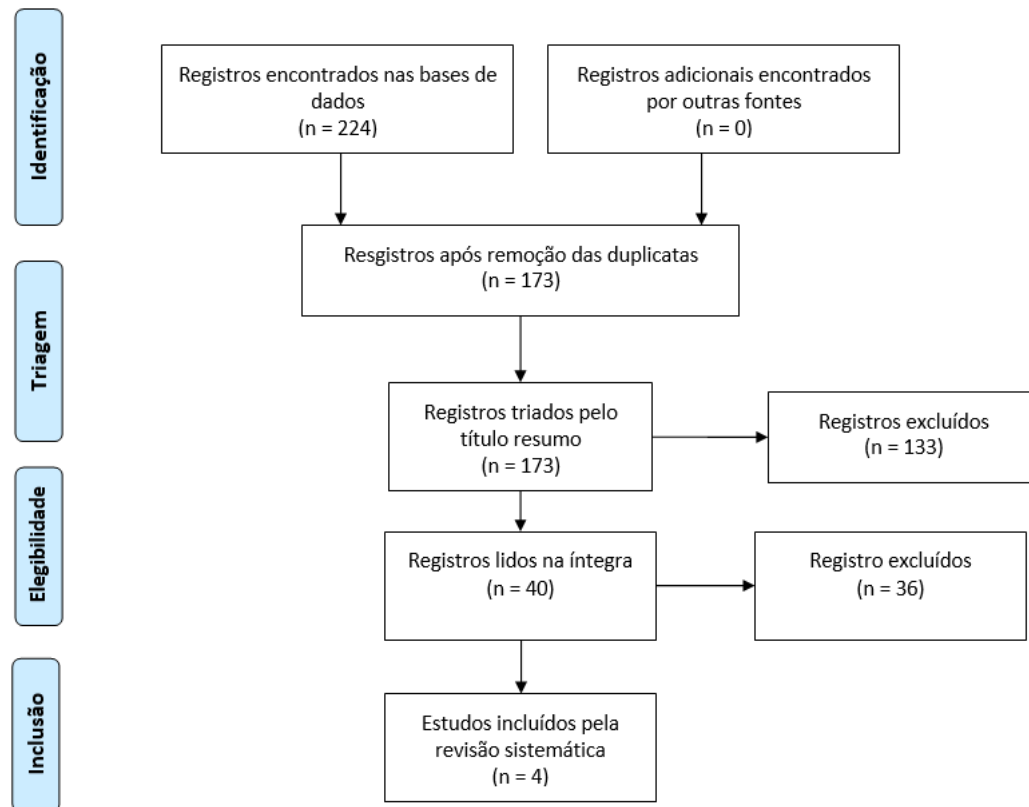 Identificação
Registros encontrados nas bases de
dados
(n = 224)
Registros adicionais encontrados
por outras fontes
(n = 0)
Resgistros após remoção das duplicatas
(n = 173)
Triagem
Registros triados pelo
título resumo
(n = 173)
Registros excluídos
(n = 133)
Elegibilidade
Registros lidos na íntegra
(n = 40)
Registro excluídos
(n = 36)
Inclusão
Estudos incluídos pela
revisão sistemática
(n = 4)